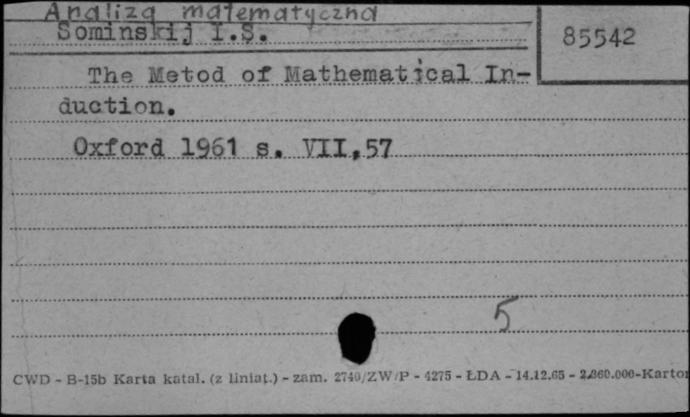 Analiza matematyczna
Sominskij I.S.
85542
The Metod of Mathematical In-
duction.
Oxford 1961 s. VII,57
5
CWD - B-15b Karta katal. (z liniat.) - zam. 2740/ZW/P - 4275 - ŁDA - 14.12.65 - 2.860.000-Karton